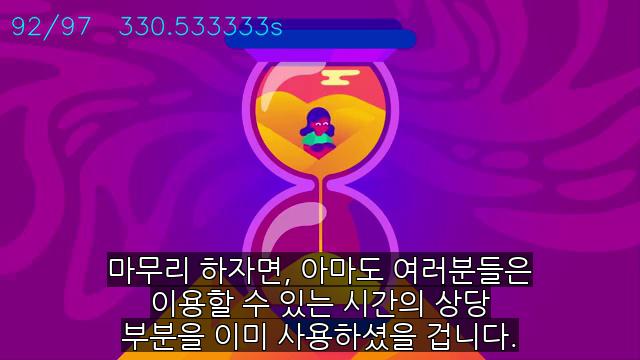 92/97 330.533333s
마무리 하자면, 아마도 여러분들은
이용할 수 있는 시간의 상당
부분을 이미 사용하셨을 겁니다.